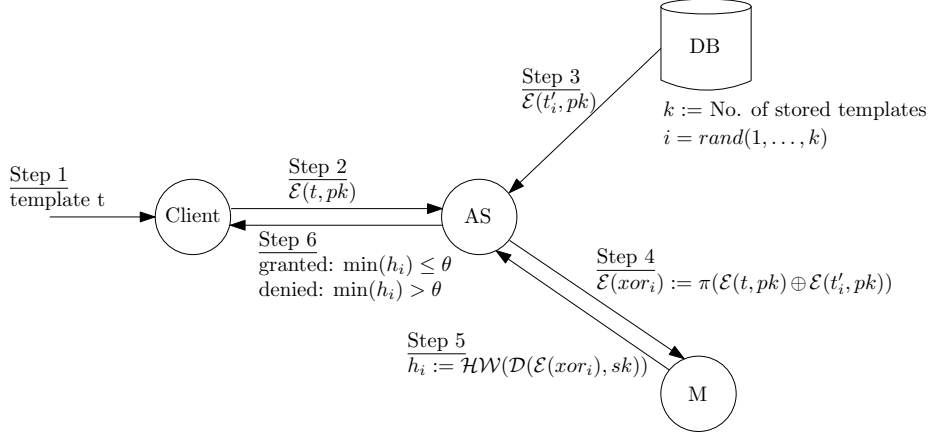 DB
Step 3
ℰ(t′ᵢ, pk)
k := No. of stored templates
i = rand(1, . . . , k)
Step 1
template t
Client
Step 2
ℰ(t, pk)
AS
Step 6
granted: min(hᵢ) ≤ θ
denied: min(hᵢ) > θ
Step 4
ℰ(xorᵢ) := π(ℰ(t, pk) ⊕ ℰ(t′ᵢ, pk))
Step 5
hᵢ := ℋ𝒲(𝒟(ℰ(xorᵢ), sk))
M